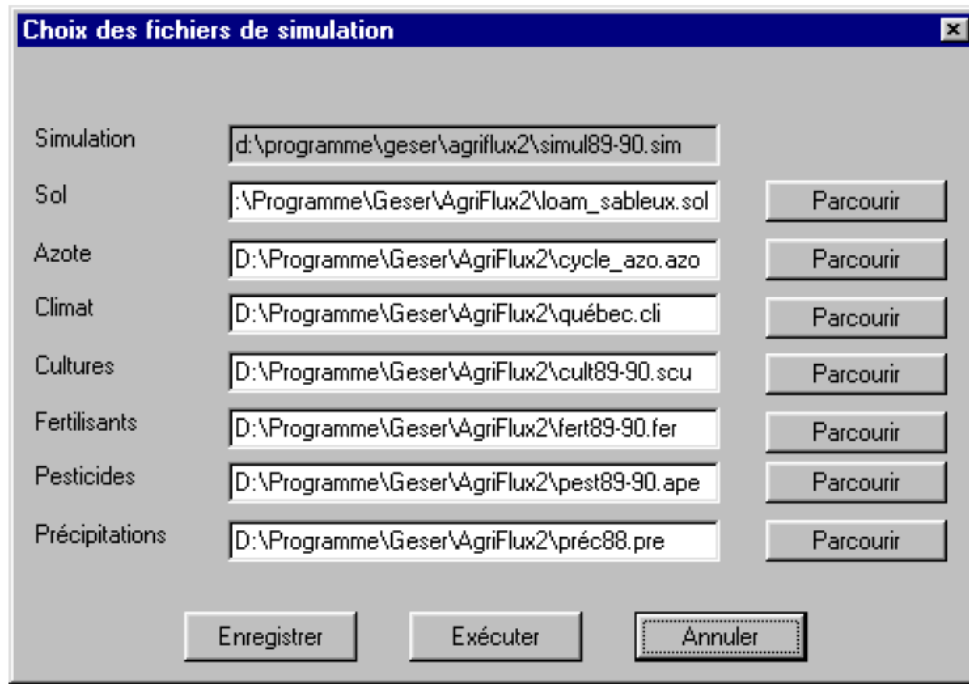 Choix des fichiers de simulation
Simulation d:\programme\geser\agriflux2\simul89-90.sim
Sol :\Programme\Geser\AgriFlux2\loam_sableux.sol Parcourir
Azote D:\Programme\Geser\AgriFlux2\cycle_azo.azo Parcourir
Climat D:\Programme\Geser\AgriFlux2\québec.cli Parcourir
Cultures D:\Programme\Geser\AgriFlux2\cult89-90.scu Parcourir
Fertilisants D:\Programme\Geser\AgriFlux2\fert89-90.fer Parcourir
Pesticides D:\Programme\Geser\AgriFlux2\pest89-90.ape Parcourir
Précipitations D:\Programme\Geser\AgriFlux2\préc88.pre Parcourir
Enregistrer Exécuter Annuler